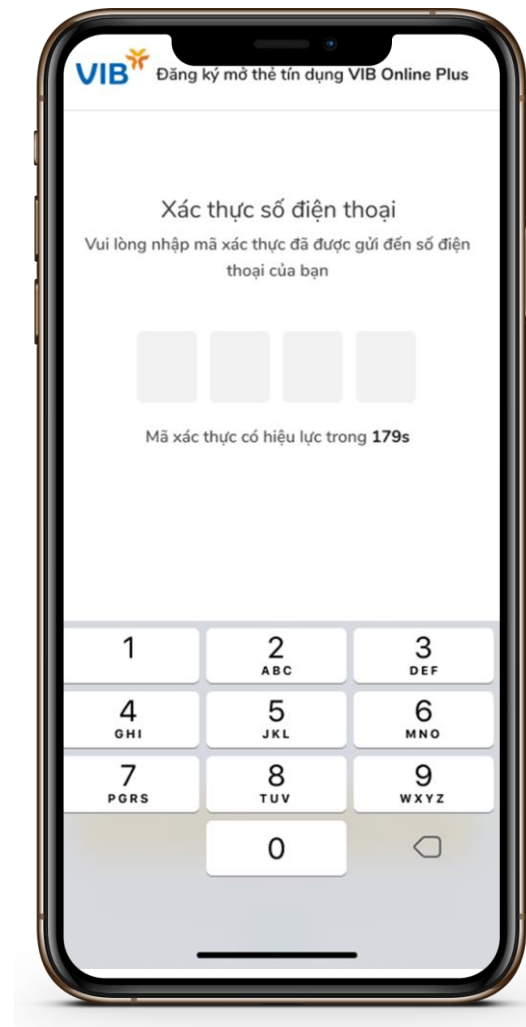 VIB Đăng ký mở thẻ tín dụng VIB Online Plus
Xác thực số điện thoại
Vui lòng nhập mã xác thực đã được gửi đến số điện
thoại của bạn
Mã xác thực có hiệu lực trong 179s
1 2 3
ABC DEF
4 5 6
GHI JKL MNO
7 8 9
PGRS TUV WXYZ
0